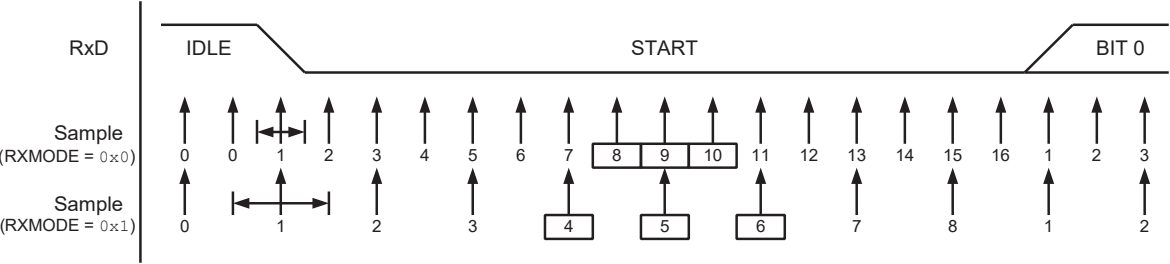 RxD IDLE START BIT 0
Sample
(RXMODE = 0x0) 0 0 1 2 3 4 5 6 7 8 9 10 11 12 13 14 15 16 1 2 3
Sample
(RXMODE = 0x1) 0 1 2 3 4 5 6 7 8 1 2